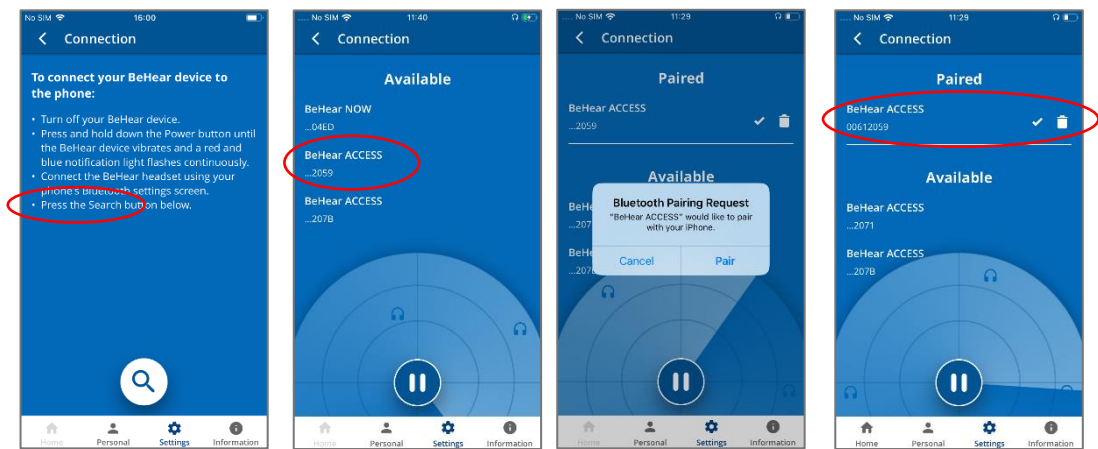 No SIM 16:00
Connection
To connect your BeHear device to
the phone:
• Turn off your BeHear device.
• Press and hold down the Power button until
the BeHear device vibrates and a red and
blue notification light flashes continuously.
• Connect the BeHear headset using your
phone's Bluetooth settings screen.
• Press the Search button below.
Home Personal Settings Information
.... No SIM 11:40
Connection
Available
BeHear NOW
...04ED
BeHear ACCESS
...2059
BeHear ACCESS
...207B
Home Personal Settings Information
.... No SIM 11:29
Connection
Paired
BeHear ACCESS
...2059
Available
BeHe
...207
Bluetooth Pairing Request
"BeHear ACCESS" would like to pair
with your iPhone.
Cancel Pair
BeHe
...207
Home Personal Settings Information
.... No SIM 11:29
Connection
Paired
BeHear ACCESS
00612059
Available
BeHear ACCESS
...2071
BeHear ACCESS
...207B
Home Personal Settings Information